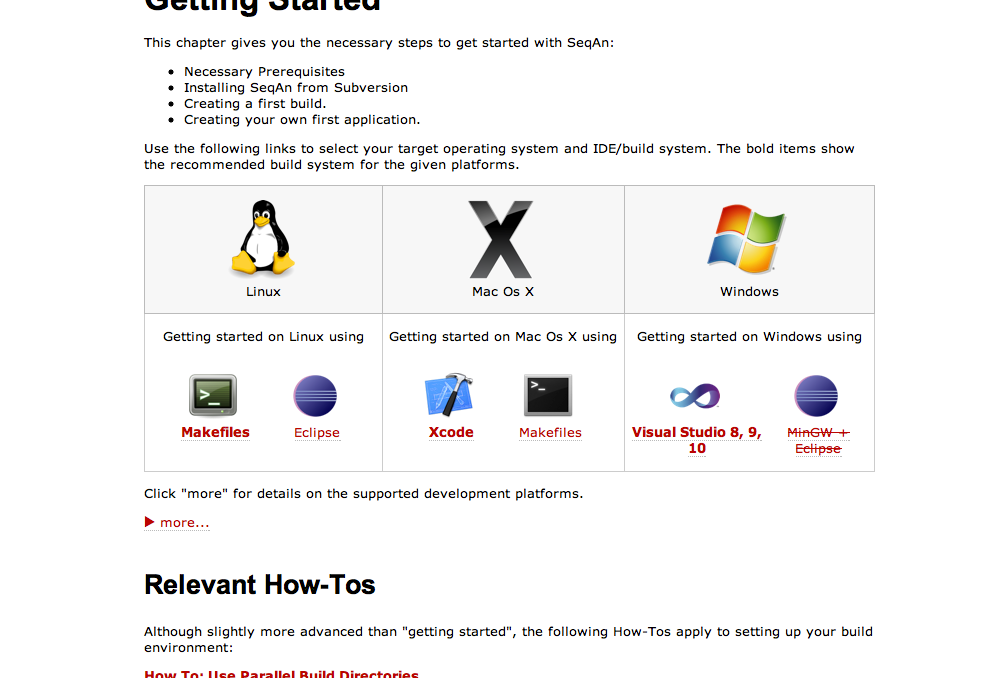 Getting Started
This chapter gives you the necessary steps to get started with SeqAn:
Necessary Prerequisites
Installing SeqAn from Subversion
Creating a first build.
Creating your own first application.
Use the following links to select your target operating system and IDE/build system. The bold items show
the recommended build system for the given platforms.
Linux
Mac Os X
Windows
Getting started on Linux using
Makefiles
Eclipse
Getting started on Mac Os X using
Xcode
Makefiles
Getting started on Windows using
Visual Studio 8, 9,
10
MinGW +
Eclipse
Click "more" for details on the supported development platforms.
more...
Relevant How-Tos
Although slightly more advanced than "getting started", the following How-Tos apply to setting up your build
environment:
How To: Use Parallel Build Directories